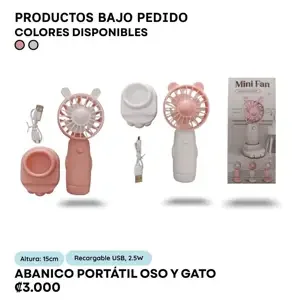 PRODUCTOS BAJO PEDIDO
COLORES DISPONIBLES
Mini Fan
Altura: 15cm
Recargable USB, 2.5W
ABANICO PORTÁTIL OSO Y GATO
₡3.000